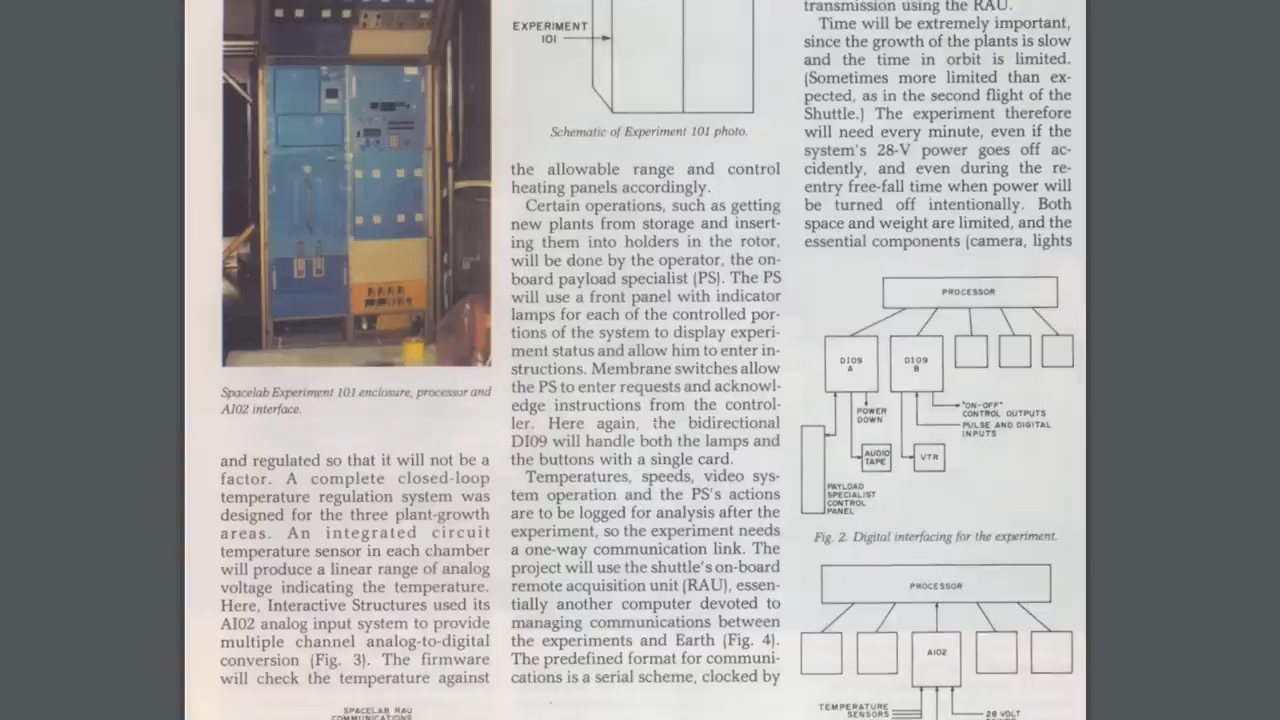 Spacelab Experiment 101 enclosure, processor and
AI02 interface.
and regulated so that it will not be a
factor. A complete closed-loop
temperature regulation system was
designed for the three plant-growth
areas. An integrated circuit
temperature sensor in each chamber
will produce a linear range of analog
voltage indicating the temperature.
Here, Interactive Structures used its
AI02 analog input system to provide
multiple channel analog-to-digital
conversion (Fig. 3). The firmware
will check the temperature against
SPACELAB RAU
COMMUNICATIONS
EXPERIMENT
101
Schematic of Experiment 101 photo.
the allowable range and control
heating panels accordingly.
Certain operations, such as getting
new plants from storage and insert-
ing them into holders in the rotor,
will be done by the operator, the on-
board payload specialist (PS). The PS
will use a front panel with indicator
lamps for each of the controlled por-
tions of the system to display experi-
ment status and allow him to enter in-
structions. Membrane switches allow
the PS to enter requests and acknowl-
edge instructions from the control-
ler. Here again, the bidirectional
DI09 will handle both the lamps and
the buttons with a single card.
Temperatures, speeds, video sys-
tem operation and the PS's actions
are to be logged for analysis after the
experiment, so the experiment needs
a one-way communication link. The
project will use the shuttle's on-board
remote acquisition unit (RAU), essen-
tially another computer devoted to
managing communications between
the experiments and Earth (Fig. 4).
The predefined format for communi-
cations is a serial scheme, clocked by
transmission using the RAU.
Time will be extremely important,
since the growth of the plants is slow
and the time in orbit is limited.
(Sometimes more limited than ex-
pected, as in the second flight of the
Shuttle.) The experiment therefore
will need every minute, even if the
system's 28-V power goes off ac-
cidently, and even during the re-
entry free-fall time when power will
be turned off intentionally. Both
space and weight are limited, and the
essential components (camera, lights
PROCESSOR
DI09
A
DI09
B
POWER
DOWN
"ON-OFF"
CONTROL OUTPUTS
PULSE AND DIGITAL
INPUTS
AUDIO
TAPE
VTR
PAYLOAD
SPECIALIST
CONTROL
PANEL
Fig. 2. Digital interfacing for the experiment.
PROCESSOR
AI02
TEMPERATURE
SENSORS
28 VOLT